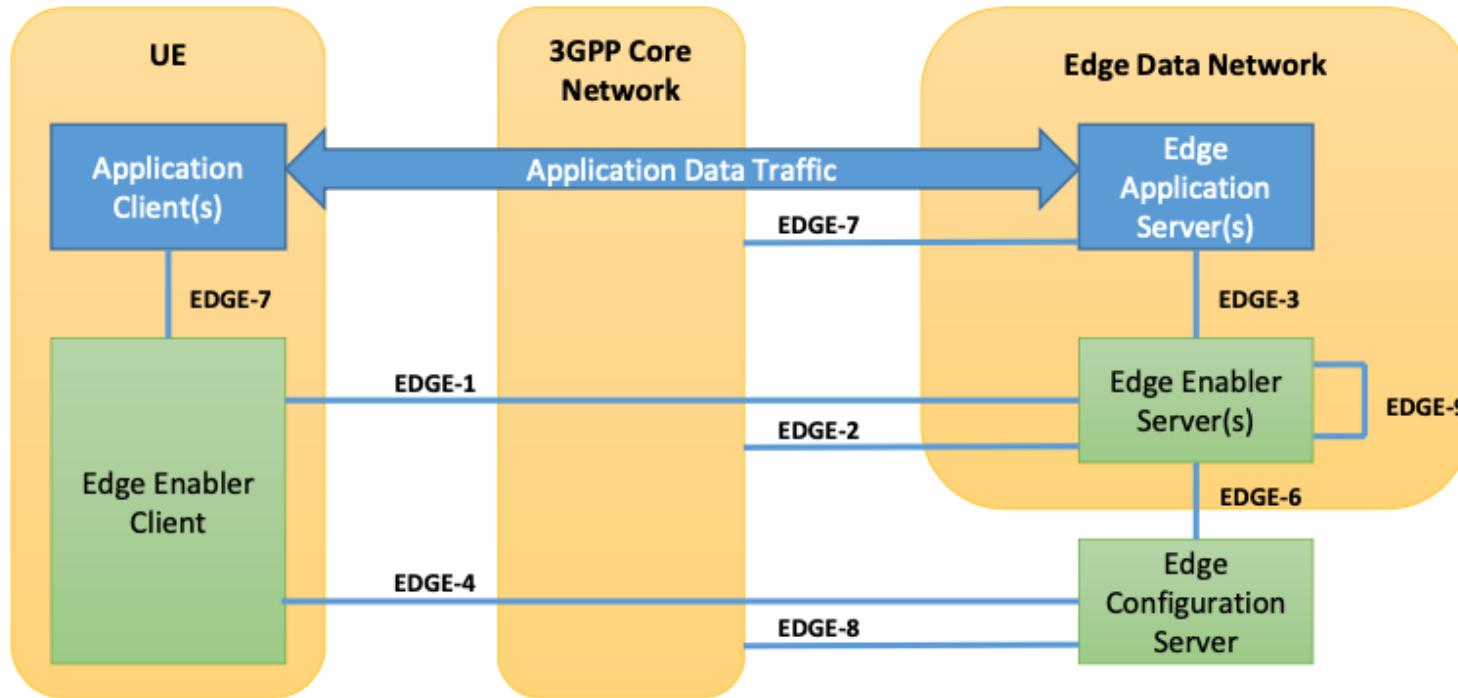 UE
3GPP Core
Network
Edge Data Network
Application
Client(s)
Application Data Traffic
Edge
Application
Server(s)
EDGE-7
EDGE-7
EDGE-3
EDGE-1
Edge Enabler
Server(s)
EDGE-9
EDGE-2
Edge Enabler
Client
EDGE-6
EDGE-4
Edge
Configuration
Server
EDGE-8